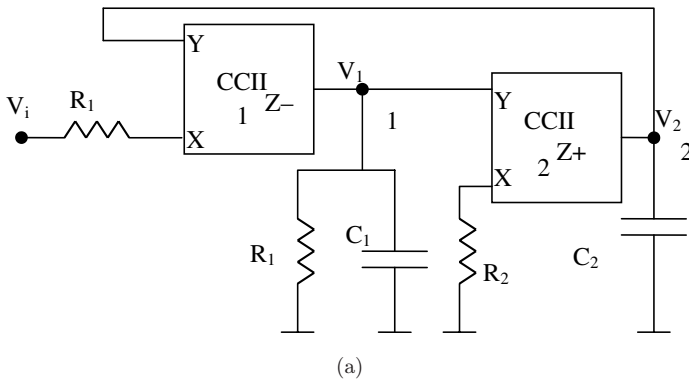 Y
CCII
1 Z–
X
V₁
Vᵢ
R₁
1
Y
CCII
2 Z+
X
V₂
2
R₁
C₁
R₂
C₂
(a)